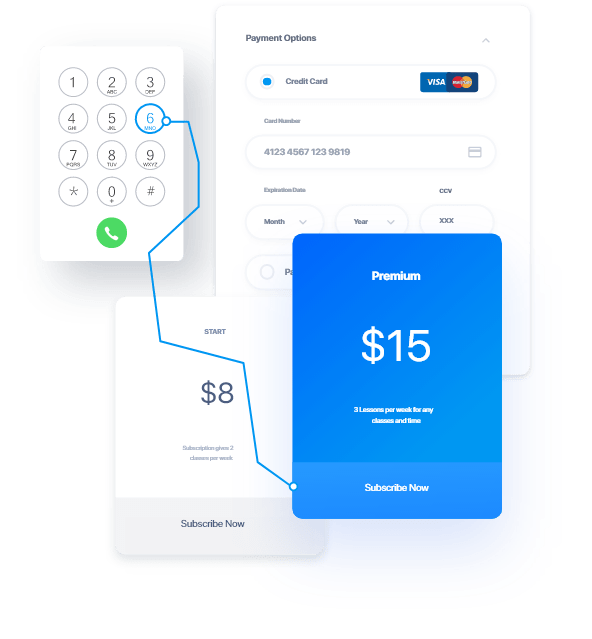 1
2
ABC
3
DEF
4
GHI
5
JKL
6
MNO
7
PQRS
8
TUV
9
WXYZ
*
0
+
#
Payment Options
Credit Card
VISA
Card Number
4123 4567 123 9819
Expiration Date
ccv
Month
Year
XXX
Pa
START
$8
Subscription gives 2
classes per week
Subscribe Now
Premium
$15
3 Lessons per week for any
classes and time
Subscribe Now